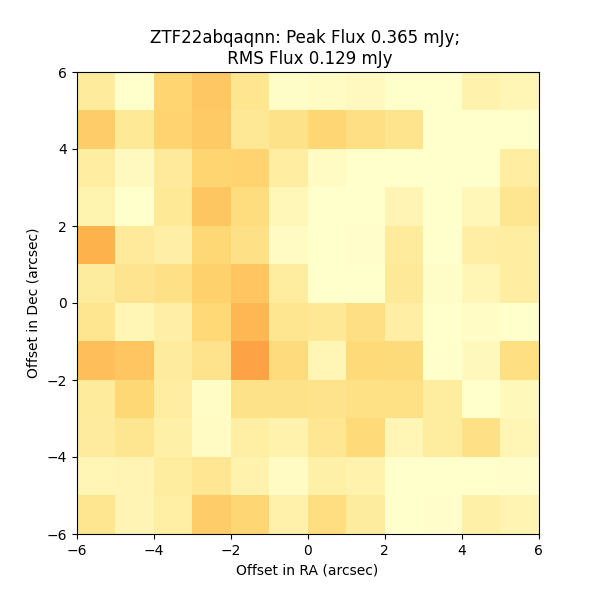 ZTF22abqaqnn: Peak Flux 0.365 mJy;
RMS Flux 0.129 mJy
6
4
2
0
−2
−4
−6
Offset in Dec (arcsec)
−6 −4 −2 0 2 4 6
Offset in RA (arcsec)